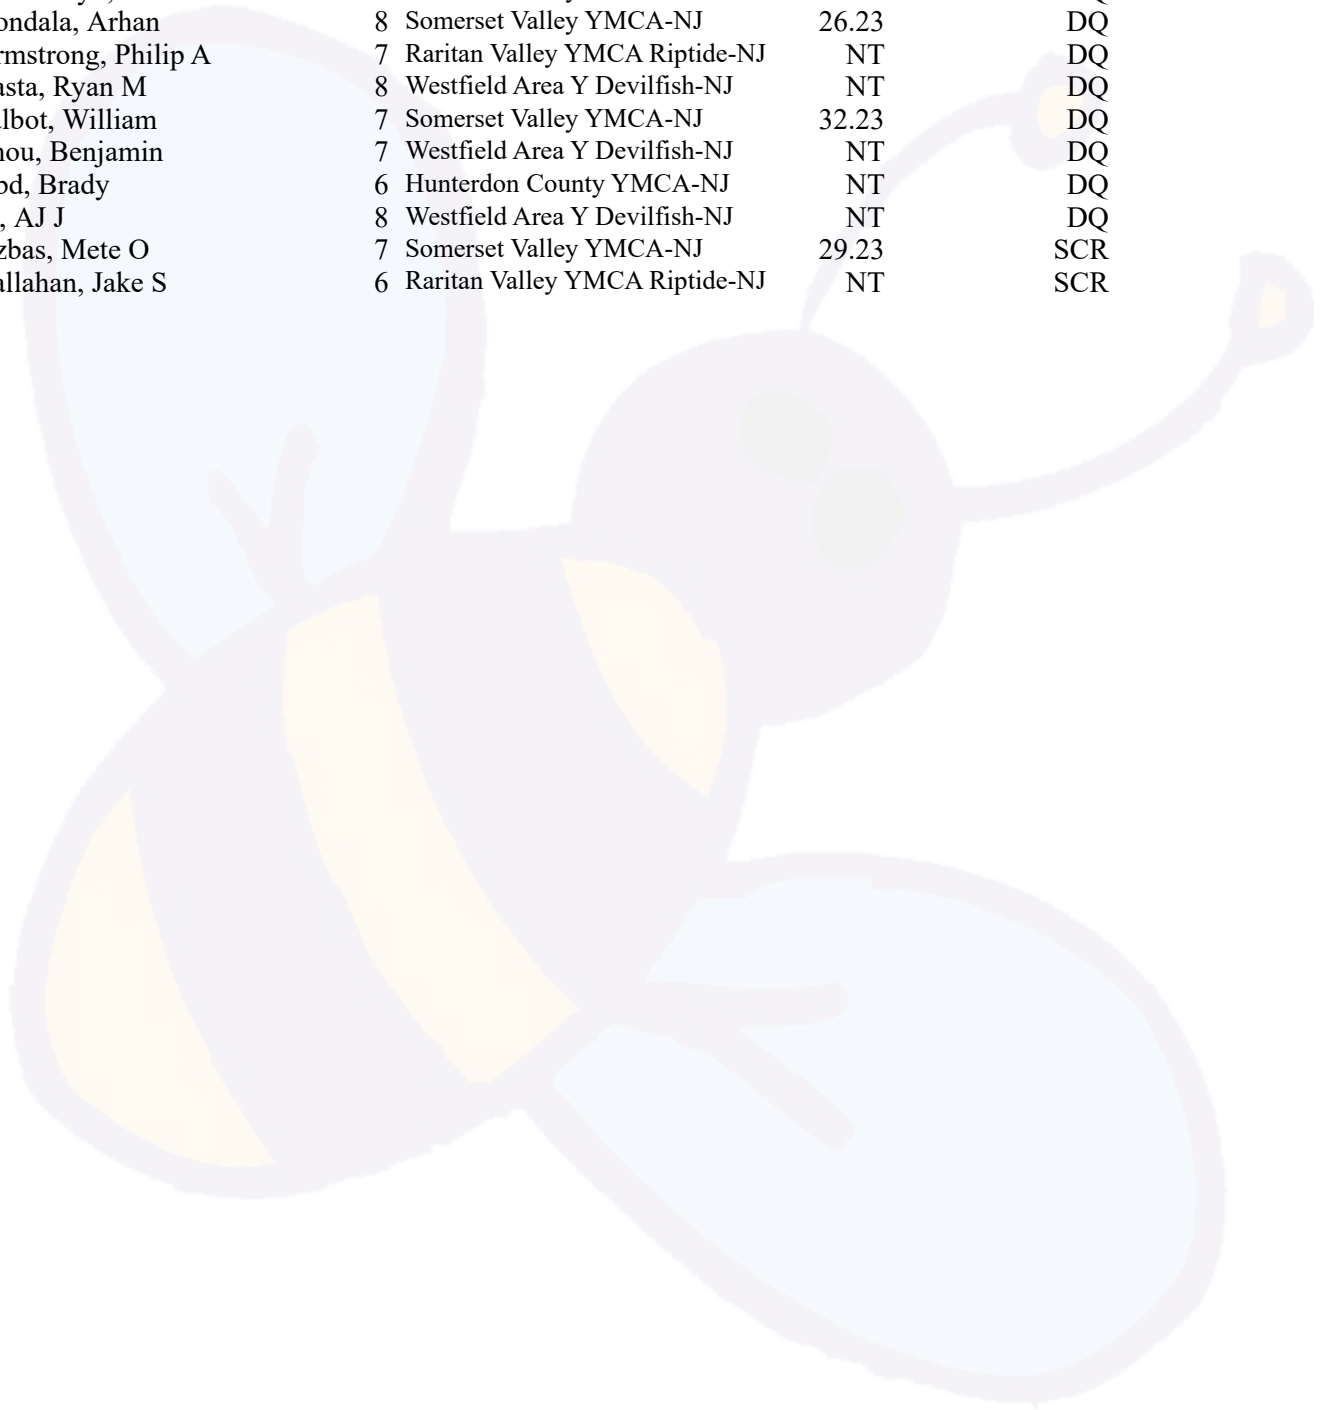 ondala, Arhan 8 Somerset Valley YMCA-NJ 26.23 DQ
rmstrong, Philip A 7 Raritan Valley YMCA Riptide-NJ NT DQ
asta, Ryan M 8 Westfield Area Y Devilfish-NJ NT DQ
albot, William 7 Somerset Valley YMCA-NJ 32.23 DQ
hou, Benjamin 7 Westfield Area Y Devilfish-NJ NT DQ
bd, Brady 6 Hunterdon County YMCA-NJ NT DQ
, AJ J 8 Westfield Area Y Devilfish-NJ NT DQ
zbas, Mete O 7 Somerset Valley YMCA-NJ 29.23 SCR
allahan, Jake S 6 Raritan Valley YMCA Riptide-NJ NT SCR